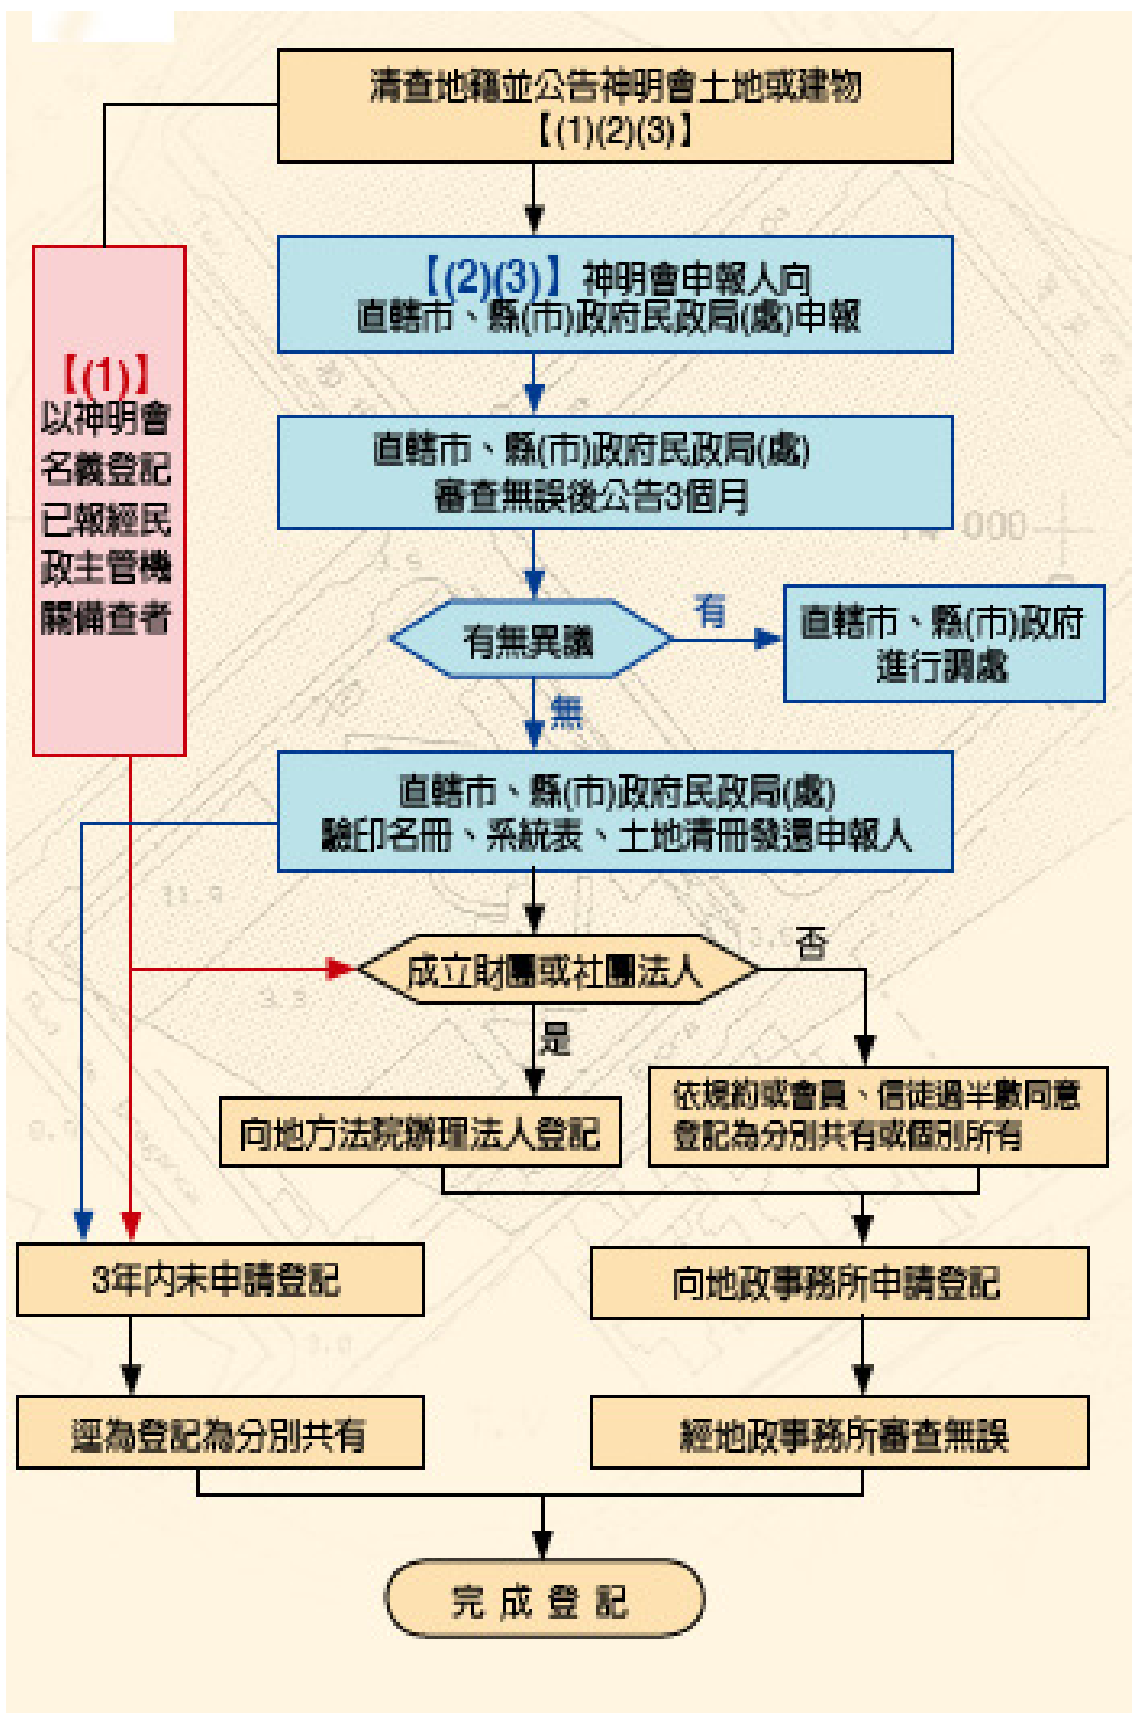 清查地籍並公告神明會土地或建物
【(1)(2)(3)】
【(2)(3)】神明會申報人向
直轄市、縣(市)政府民政局(處)申報
【(1)】
以神明會
名義登記
已報經民
政主管機
關備查者
直轄市、縣(市)政府民政局(處)
審查無誤後公告3個月
有無異議
有
直轄市、縣(市)政府
進行調處
無
直轄市、縣(市)政府民政局(處)
驗印名冊、系統表、土地清冊發還申報人
成立財團或社團法人
否
是
向地方法院辦理法人登記
依規約或會員、信徒過半數同意
登記為分別共有或個別所有
3年內未申請登記
向地政事務所申請登記
逕為登記為分別共有
經地政事務所審查無誤
完成登記
000
3.5
11.9
3.3
3.0